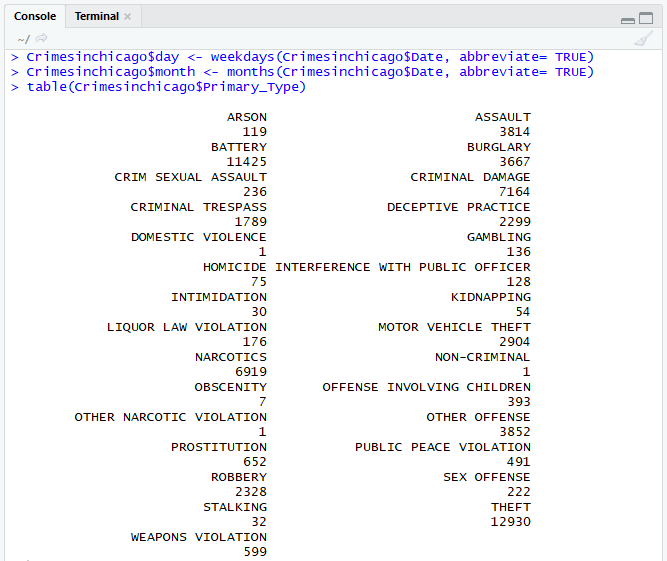 Console Terminal ×
~/
> Crimesinchicago$day <- weekdays(Crimesinchicago$Date, abbreviate= TRUE)
> Crimesinchicago$month <- months(Crimesinchicago$Date, abbreviate= TRUE)
> table(Crimesinchicago$Primary_Type)
ARSON ASSAULT
119 3814
BATTERY BURGLARY
11425 3667
CRIM SEXUAL ASSAULT CRIMINAL DAMAGE
236 7164
CRIMINAL TRESPASS DECEPTIVE PRACTICE
1789 2299
DOMESTIC VIOLENCE GAMBLING
1 136
HOMICIDE INTERFERENCE WITH PUBLIC OFFICER
75 128
INTIMIDATION KIDNAPPING
30 54
LIQUOR LAW VIOLATION MOTOR VEHICLE THEFT
176 2904
NARCOTICS NON-CRIMINAL
6919 1
OBSCENITY OFFENSE INVOLVING CHILDREN
7 393
OTHER NARCOTIC VIOLATION OTHER OFFENSE
1 3852
PROSTITUTION PUBLIC PEACE VIOLATION
652 491
ROBBERY SEX OFFENSE
2328 222
STALKING THEFT
32 12930
WEAPONS VIOLATION
599